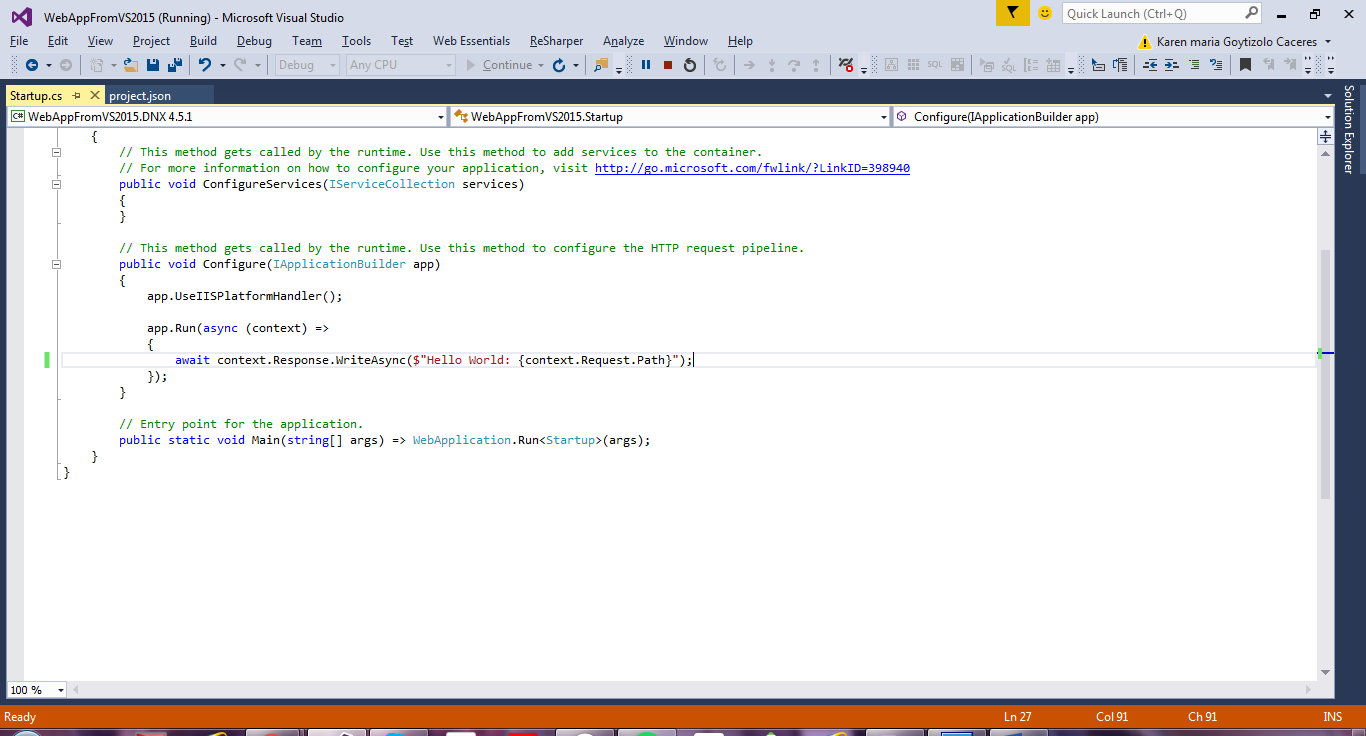 WebAppFromVS2015 (Running) - Microsoft Visual Studio
Quick Launch (Ctrl+Q)
File Edit View Project Build Debug Team Tools Test Web Essentials ReSharper Analyze Window Help
Karen maria Goytizolo Caceres
Debug Any CPU Continue SQL
Startup.cs project.json
Solution Explorer
C# WebAppFromVS2015.DNX 4.5.1 WebAppFromVS2015.Startup Configure(IApplicationBuilder app)
{
// This method gets called by the runtime. Use this method to add services to the container.
// For more information on how to configure your application, visit http://go.microsoft.com/fwlink/?LinkID=398940
public void ConfigureServices(IServiceCollection services)
{
}
// This method gets called by the runtime. Use this method to configure the HTTP request pipeline.
public void Configure(IApplicationBuilder app)
{
app.UseIISPlatformHandler();
app.Run(async (context) =>
{
await context.Response.WriteAsync($"Hello World: {context.Request.Path}");
});
}
// Entry point for the application.
public static void Main(string[] args) => WebApplication.Run<Startup>(args);
}
}
100 %
Ready Ln 27 Col 91 Ch 91 INS